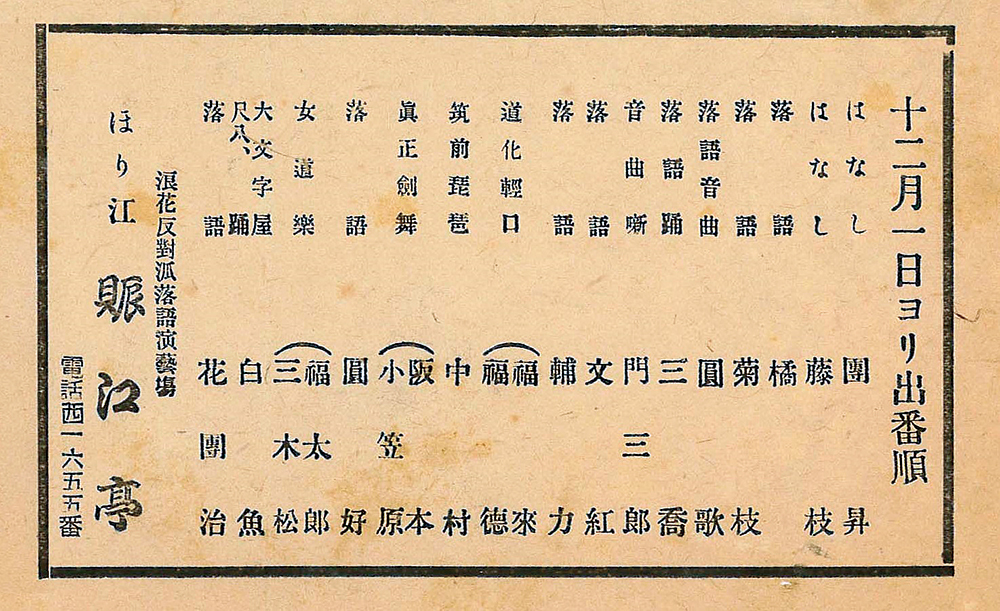 十二月一日ヨリ出番順
はなし 團昇
はなし 藤枝
落語 橘
落語 菊枝
落語音曲 圓歌
落語踊 三喬
音曲噺 門三郎
落語 文紅
落語 輔力
道化輕口 (福來
福德
筑前琵琶 中村
眞正劍舞 (阪本
小笠原
落語 圓好
女道樂 (福太郎
三木松
大文字屋
尺八、踊 白魚
落語 花團治
浪花反對派落語演藝塲
ほり江 賑江亭
電話西一六五五番